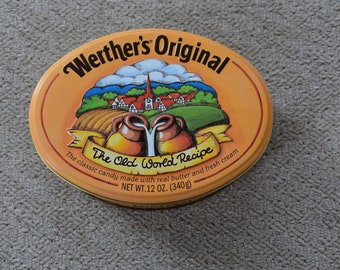 Werther's Original
The Old World Recipe
The classic candy made with real butter and fresh cream
NET WT. 12 OZ. (340g)